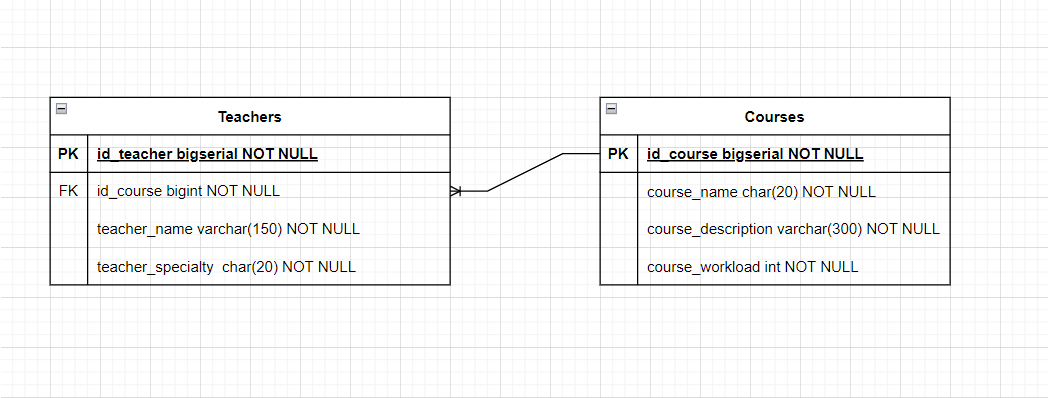 Teachers
PK id_teacher bigserial NOT NULL
FK id_course bigint NOT NULL
teacher_name varchar(150) NOT NULL
teacher_specialty  char(20) NOT NULL
Courses
PK id_course bigserial NOT NULL
course_name char(20) NOT NULL
course_description varchar(300) NOT NULL
course_workload int NOT NULL